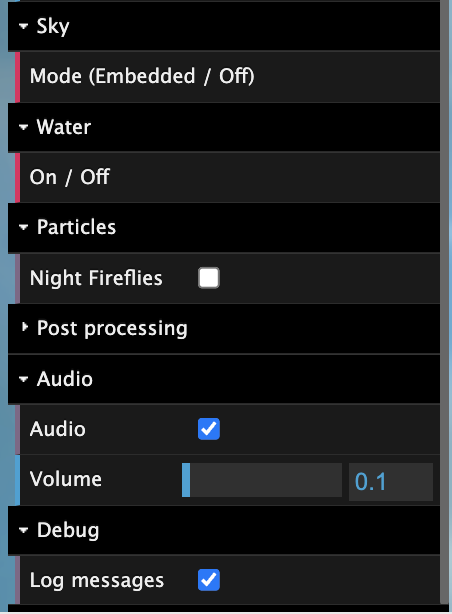 Sky
Mode (Embedded / Off)
Water
On / Off
Particles
Night Fireflies
Post processing
Audio
Audio
Volume 0.1
Debug
Log messages